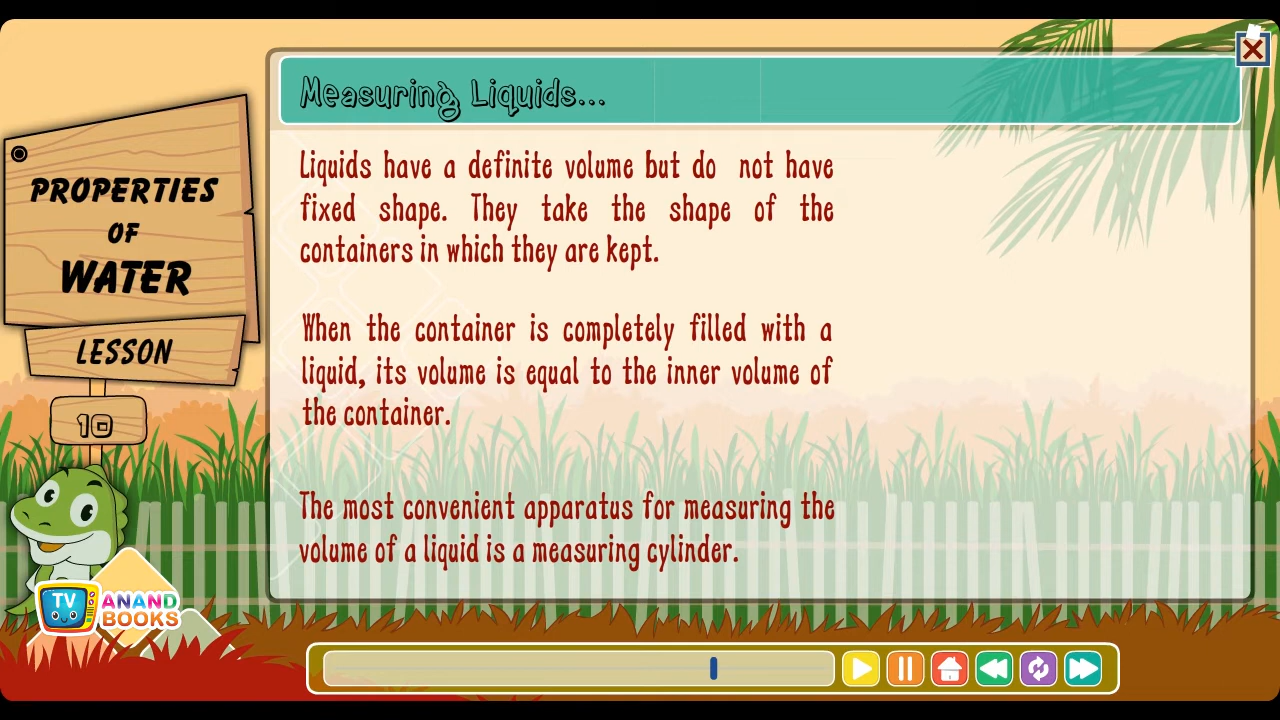 Measuring Liquids...
PROPERTIES
OF
WATER
LESSON
10
Liquids have a definite volume but do not have
fixed shape. They take the shape of the
containers in which they are kept.
When the container is completely filled with a
liquid, its volume is equal to the inner volume of
the container.
The most convenient apparatus for measuring the
volume of a liquid is a measuring cylinder.
TV
ANAND
BOOKS